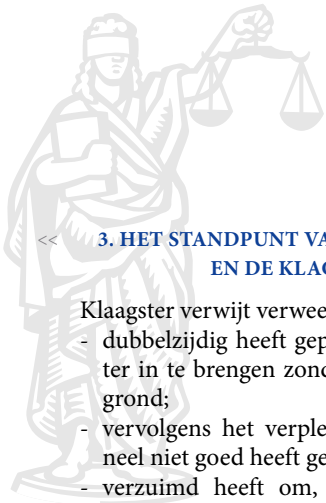 << 3. HET STANDPUNT VA
EN DE KLAC
Klaagster verwijt verwee
- dubbelzijdig heeft gep
ter in te brengen zond
grond;
- vervolgens het verple
neel niet goed heeft ge
- verzuimd heeft om,